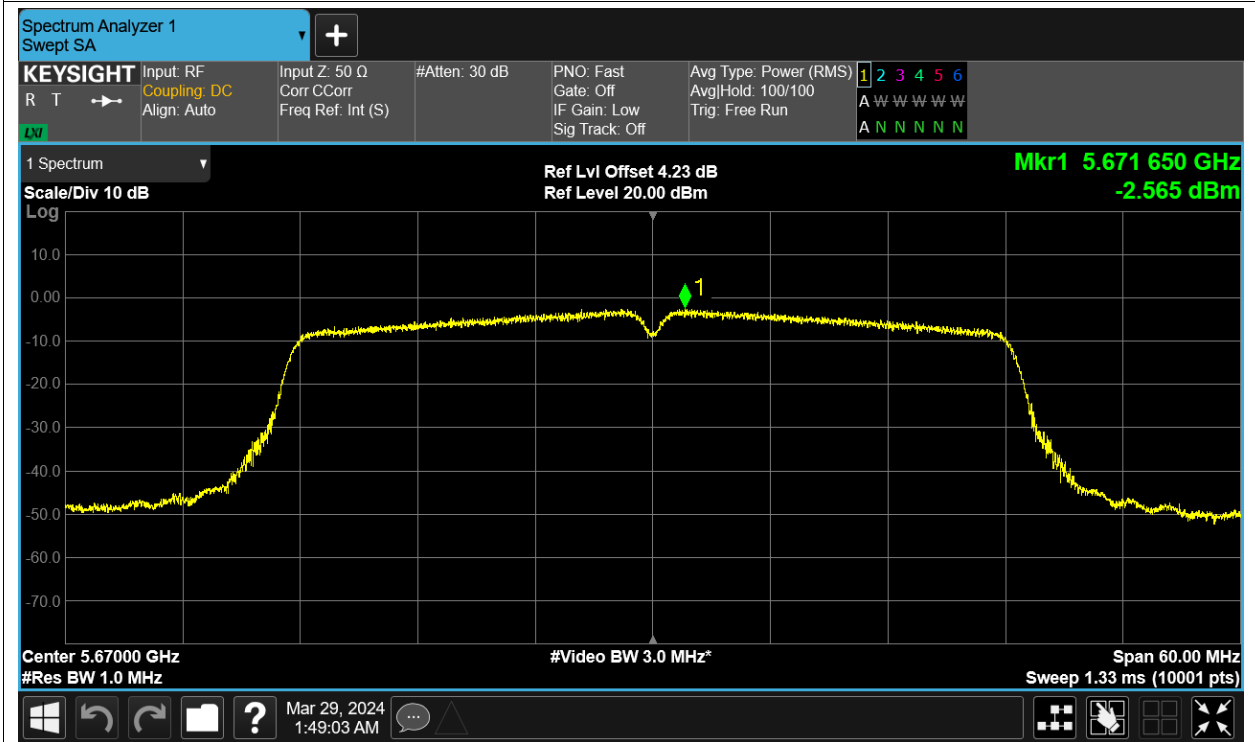 Spectrum Analyzer 1
Swept SA
KEYSIGHT
R T
LXI
Input: RF
Coupling: DC
Align: Auto
Input Z: 50 Ω
Corr CCorr
Freq Ref: Int (S)
#Atten: 30 dB
PNO: Fast
Gate: Off
IF Gain: Low
Sig Track: Off
Avg Type: Power (RMS)
Avg|Hold: 100/100
Trig: Free Run
1 2 3 4 5 6
A W W W W W
A N N N N N
1 Spectrum
Scale/Div 10 dB
Log
Ref Lvl Offset 4.23 dB
Ref Level 20.00 dBm
Mkr1 5.671 650 GHz
-2.565 dBm
1
10.0
0.00
-10.0
-20.0
-30.0
-40.0
-50.0
-60.0
-70.0
Center 5.67000 GHz
#Res BW 1.0 MHz
#Video BW 3.0 MHz*
Span 60.00 MHz
Sweep 1.33 ms (10001 pts)
?
Mar 29, 2024
1:49:03 AM